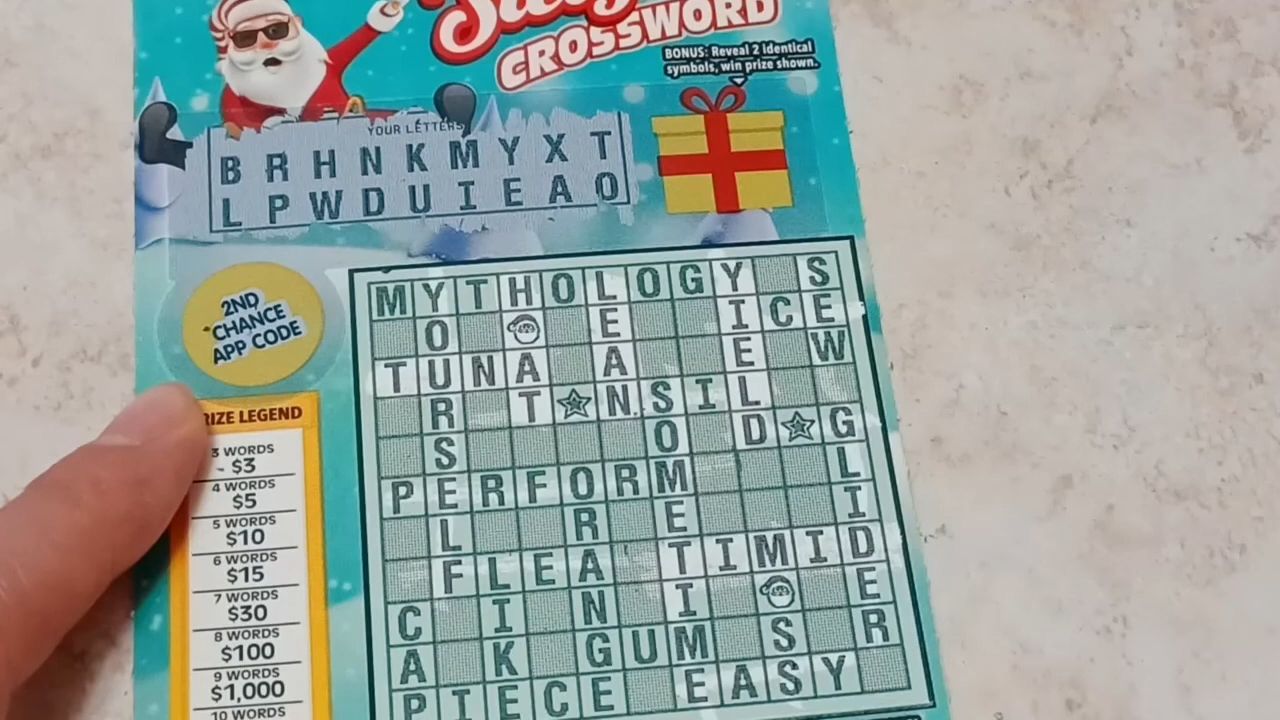 CROSSWORD
BONUS: Reveal 2 identical
symbols, win prize shown.
YOUR LETTERS
B R H N K M Y X T
L P W D U I E A O
2ND
CHANCE
APP CODE
PRIZE LEGEND
3 WORDS
$3
4 WORDS
$5
5 WORDS
$10
6 WORDS
$15
7 WORDS
$30
8 WORDS
$100
9 WORDS
$1,000
10 WORDS
M Y T H O L O G Y S
O E I C E
T U N A A E W
R T N S I L
S O D G
P E R F O R M L
L R E I
F L E A T I M I D
C I N I E
A K G U M S R
P I E C E E A S Y